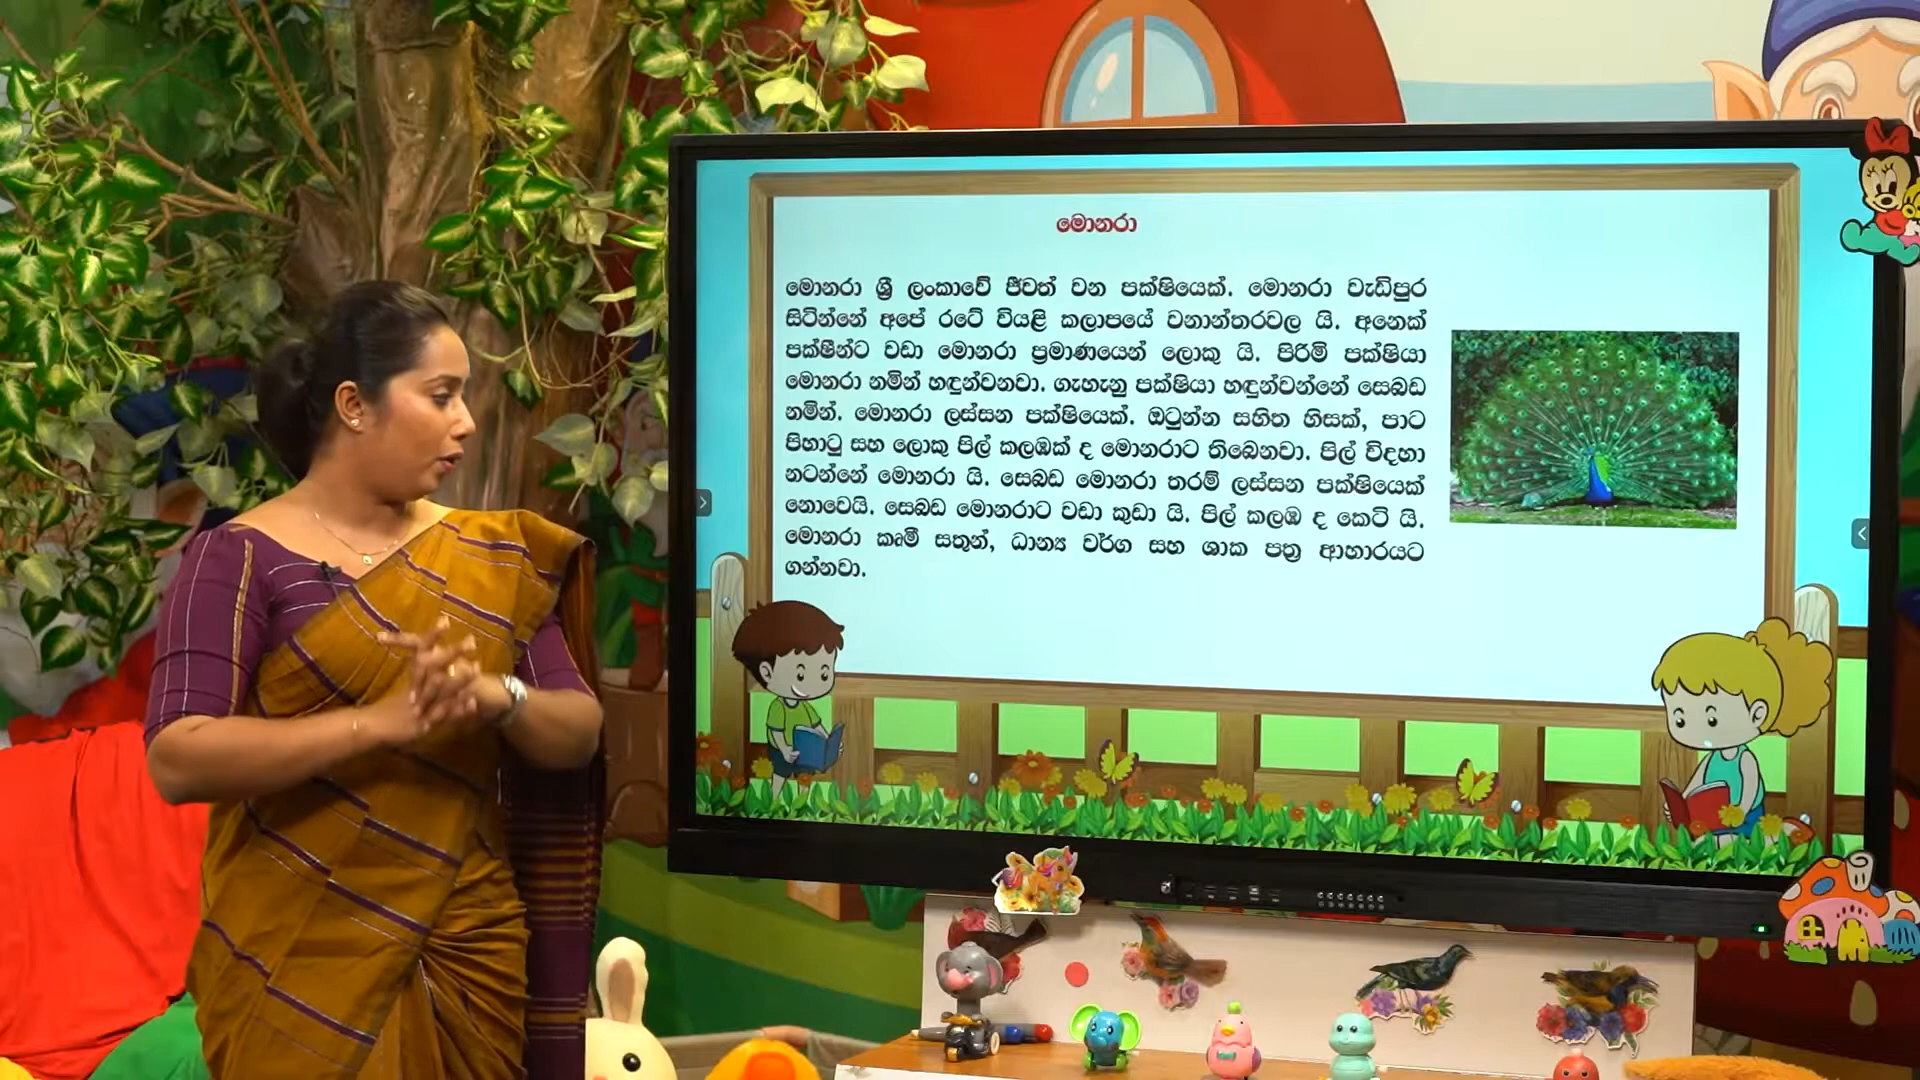 මොනරා
මොනරා ශ්‍රී ලංකාවේ ජීවත් වන පක්ෂියෙක්. මොනරා වැඩිපුර
සිටින්නේ අපේ රටේ වියළි කලාපයේ වනාන්තරවල යි. අනෙක්
පක්ෂීන්ට වඩා මොනරා ප්‍රමාණයෙන් ලොකු යි. පිරිමි පක්ෂියා
මොනරා නමින් හඳුන්වනවා. ගැහැනු පක්ෂියා හඳුන්වන්නේ සෙබඩ
නමින්. මොනරා ලස්සන පක්ෂියෙක්. ඔටුන්න සහිත හිසක්, පාට
පිහාටු සහ ලොකු පිල් කලඹක් ද මොනරාට තිබෙනවා. පිල් විදහා
නටන්නේ මොනරා යි. සෙබඩ මොනරා තරම් ලස්සන පක්ෂියෙක්
නොවෙයි. සෙබඩ මොනරාට වඩා කුඩා යි. පිල් කලඹ ද කෙටි යි.
මොනරා කෘමි සතුන්, ධාන්‍ය වර්ග සහ ශාක පත්‍ර ආහාරයට
ගන්නවා.